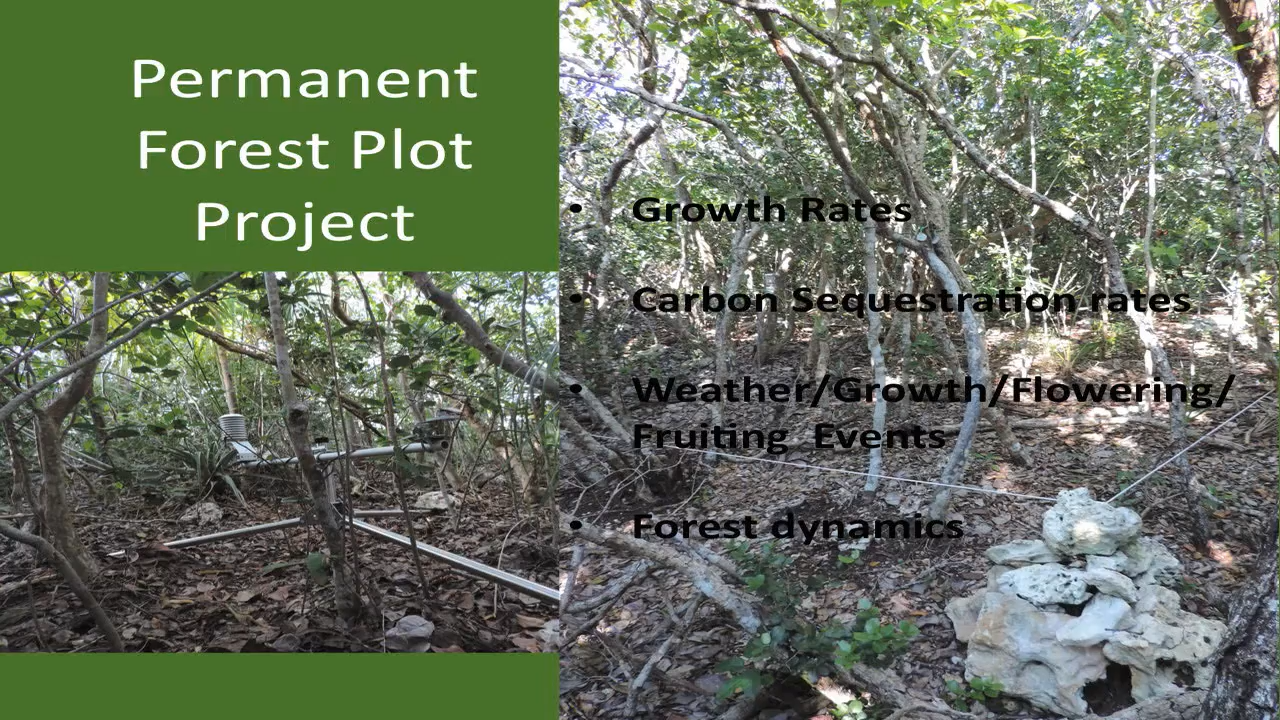 Permanent
Forest Plot
Project
• Growth Rates
• Carbon Sequestration rates
• Weather/Growth/Flowering/
Fruiting Events
• Forest dynamics